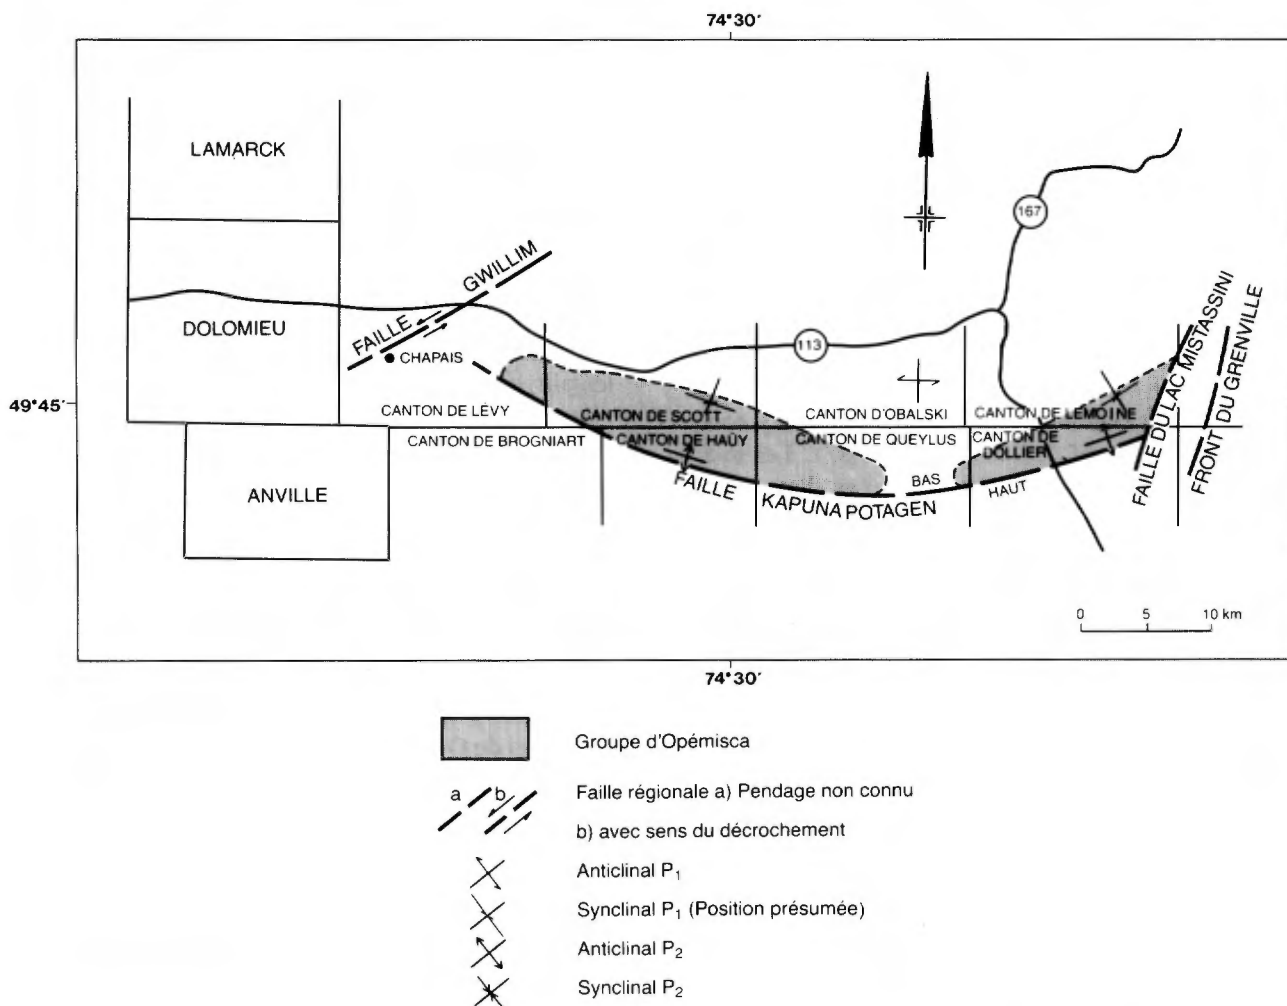 74°30′
LAMARCK
167
GWILLIM
FAILLE
DOLOMIEU
CHAPAIS
113
FAILLE DU LAC MISTASSINI
FRONT DU GRENVILLE
49°45′
CANTON DE LÉVY
CANTON DE SCOTT
CANTON D'OBALSKI
CANTON DE LEMOINE
CANTON DE BROGNIART
CANTON DE HAÜY
CANTON DE QUEYLUS
CANTON DE
DOLLIER
ANVILLE
FAILLE KAPUNAPOTAGEN
BAS
HAUT
0 5 10 km
74°30′
Groupe d'Opémisca
a b Faille régionale a) Pendage non connu
b) avec sens du décrochement
Anticlinal P₁
Synclinal P₁ (Position présumée)
Anticlinal P₂
Synclinal P₂